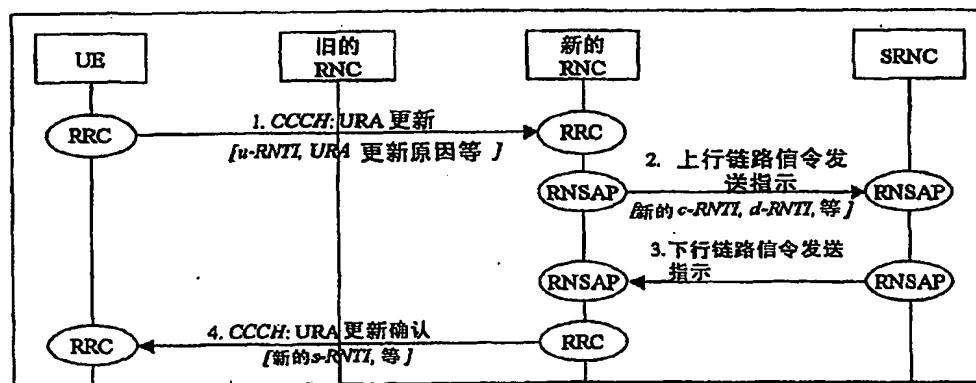 UE
旧的
RNC
新的
RNC
SRNC
RRC
1. CCCH: URA 更新
RRC
[u-RNTI, URA 更新原因等 ]
2. 上行链路信令发
送指示
RNSAP
RNSAP
[新的 c-RNTI, d-RNTI, 等 ]
3.下行链路信令发送
指示
RNSAP
RNSAP
4. CCCH: URA 更新确认
RRC
RRC
[新的s-RNTI, 等 ]